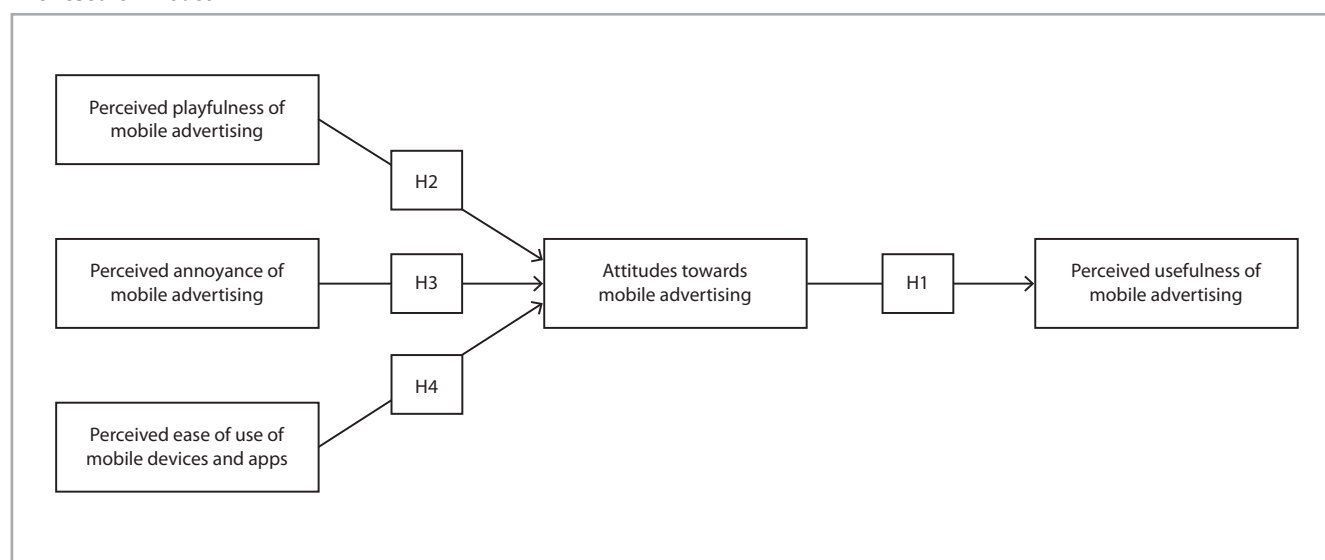 Perceived playfulness of
mobile advertising
H2
Perceived annoyance of
mobile advertising
H3
Attitudes towards
mobile advertising
H1
Perceived usefulness of
mobile advertising
H4
Perceived ease of use of
mobile devices and apps